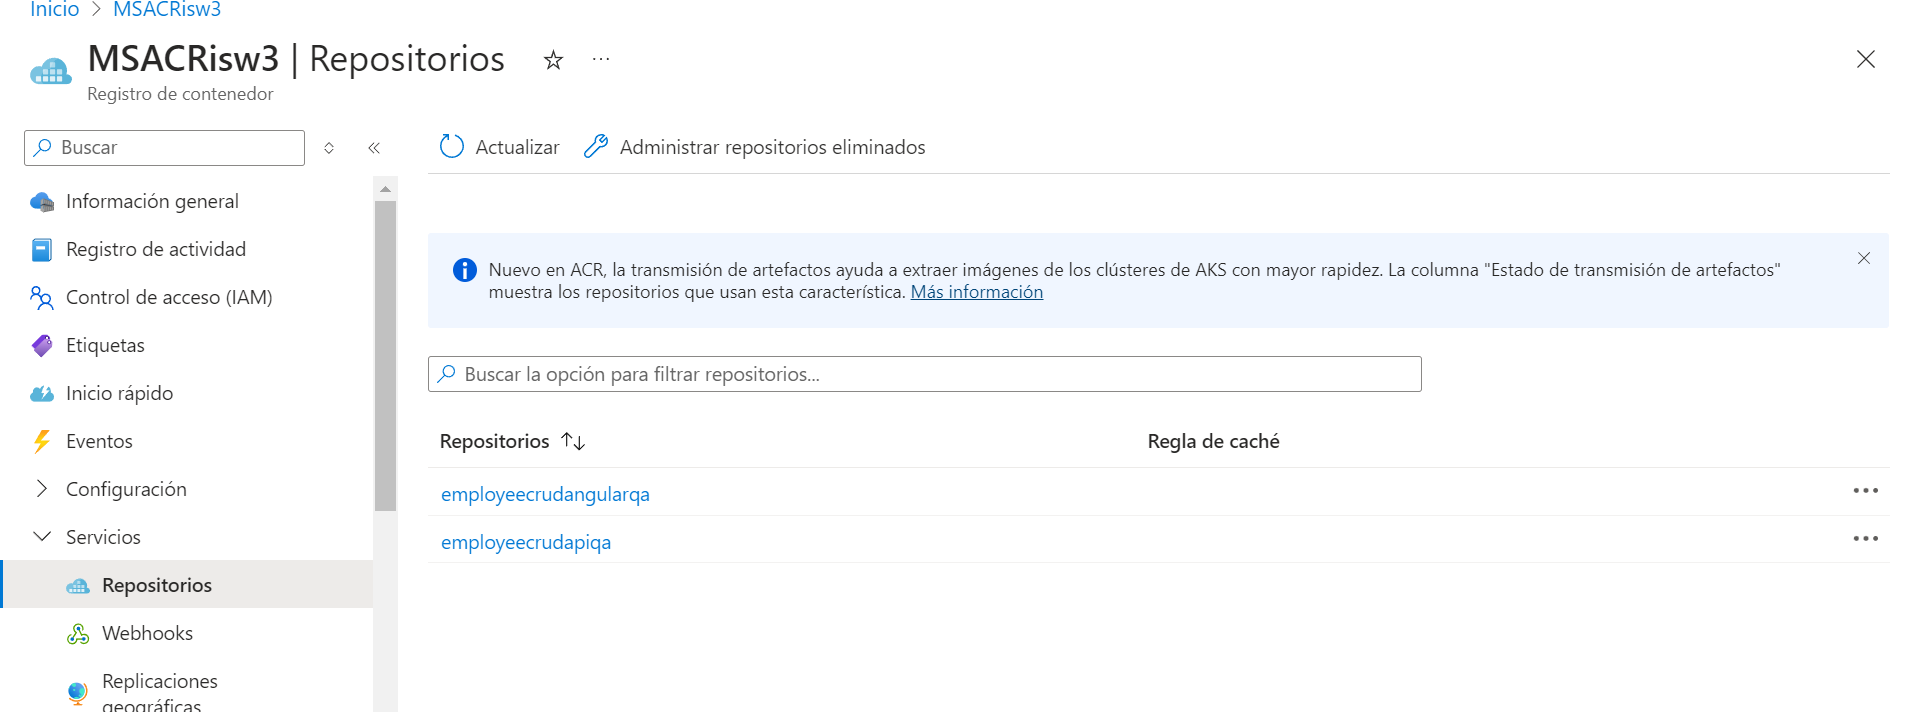 Inicio > MSACRisw3
MSACRisw3 | Repositorios
Registro de contenedor
Buscar
Información general
Registro de actividad
Control de acceso (IAM)
Etiquetas
Inicio rápido
Eventos
Configuración
Servicios
Repositorios
Webhooks
Replicaciones
geográficas
Actualizar
Administrar repositorios eliminados
Nuevo en ACR, la transmisión de artefactos ayuda a extraer imágenes de los clústeres de AKS con mayor rapidez. La columna "Estado de transmisión de artefactos"
muestra los repositorios que usan esta característica. Más información
Buscar la opción para filtrar repositorios...
Repositorios Regla de caché
employeecrudangularqa
employeecrudapiqa